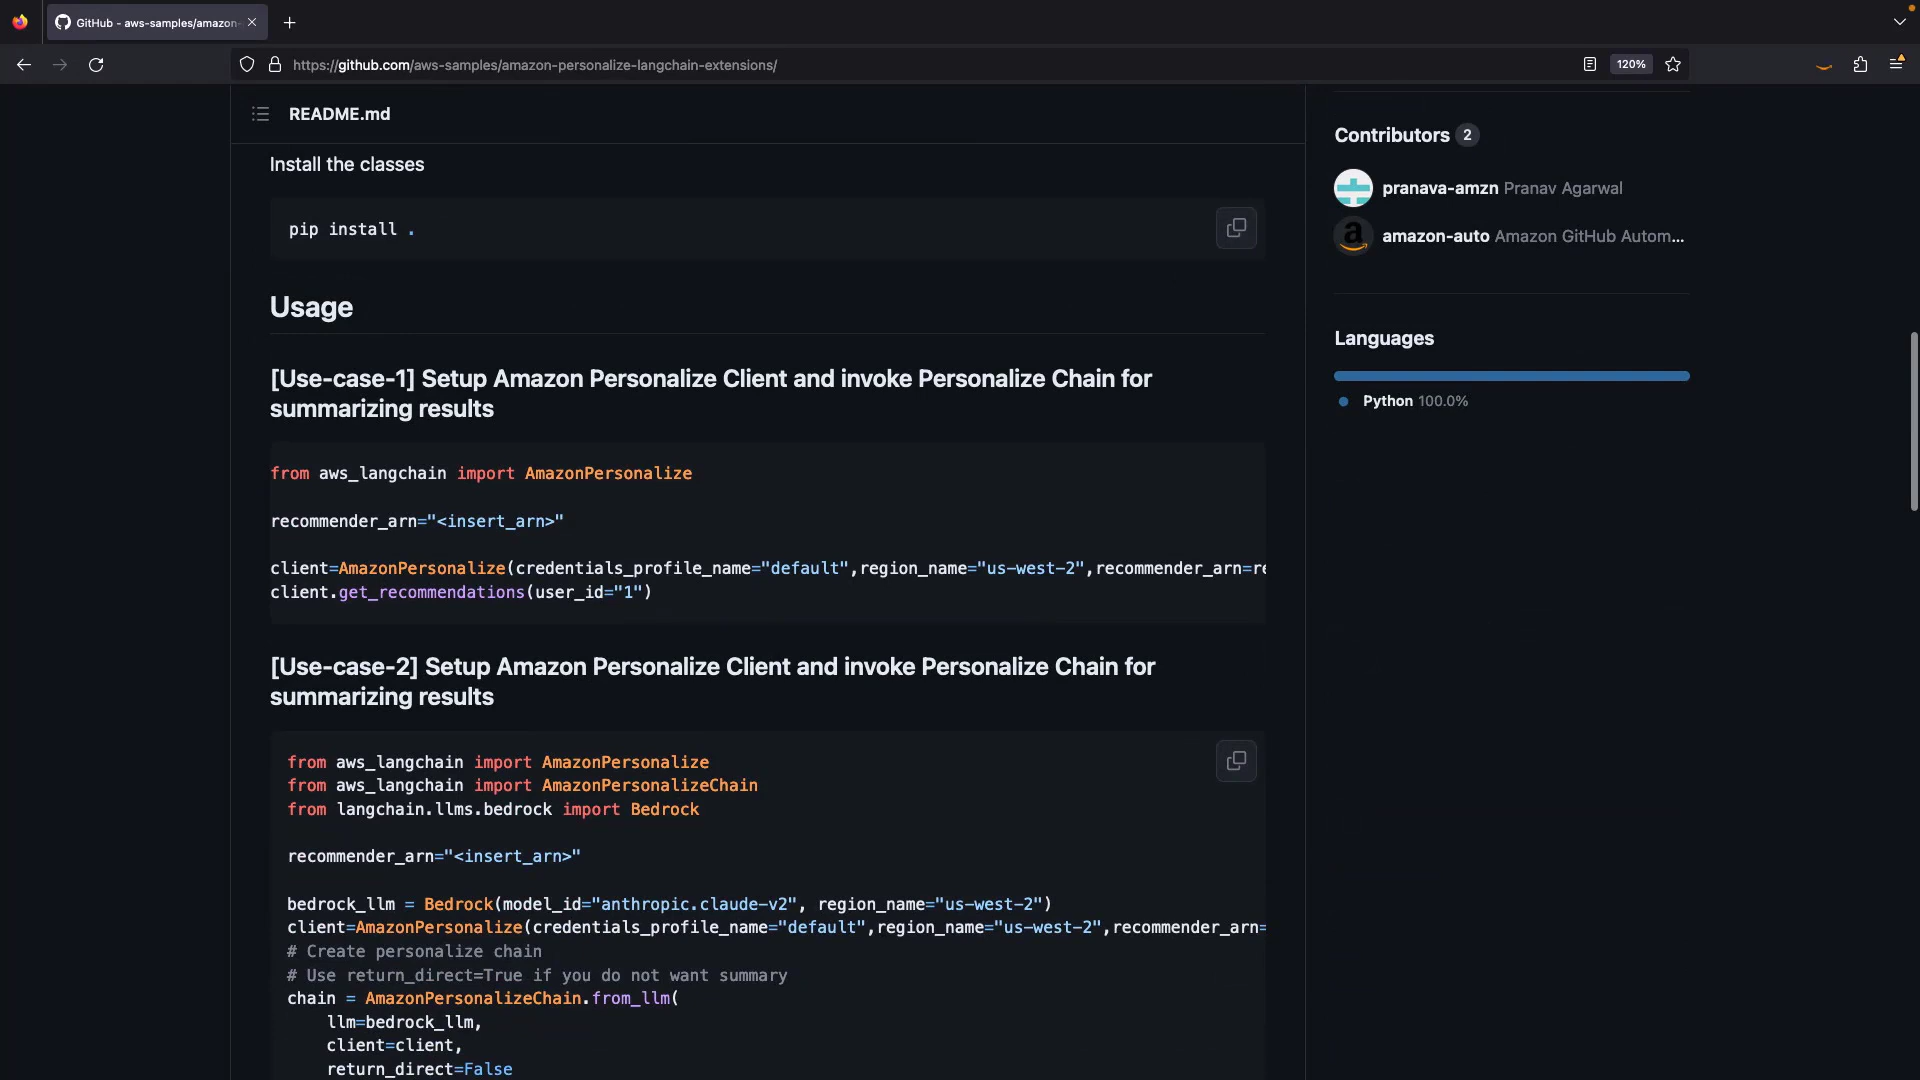 GitHub - aws-samples/amazon-
https://github.com/aws-samples/amazon-personalize-langchain-extensions/
120%
README.md
Install the classes
pip install .
Usage
[Use-case-1] Setup Amazon Personalize Client and invoke Personalize Chain for
summarizing results
from aws_langchain import AmazonPersonalize
recommender_arn="<insert_arn>"
client=AmazonPersonalize(credentials_profile_name="default",region_name="us-west-2",recommender_arn=re
client.get_recommendations(user_id="1")
[Use-case-2] Setup Amazon Personalize Client and invoke Personalize Chain for
summarizing results
from aws_langchain import AmazonPersonalize
from aws_langchain import AmazonPersonalizeChain
from langchain.llms.bedrock import Bedrock
recommender_arn="<insert_arn>"
bedrock_llm = Bedrock(model_id="anthropic.claude-v2", region_name="us-west-2")
client=AmazonPersonalize(credentials_profile_name="default",region_name="us-west-2",recommender_arn=
# Create personalize chain
# Use return_direct=True if you do not want summary
chain = AmazonPersonalizeChain.from_llm(
    llm=bedrock_llm,
    client=client,
    return_direct=False
Contributors 2
pranava-amzn Pranav Agarwal
amazon-auto Amazon GitHub Autom...
Languages
Python 100.0%